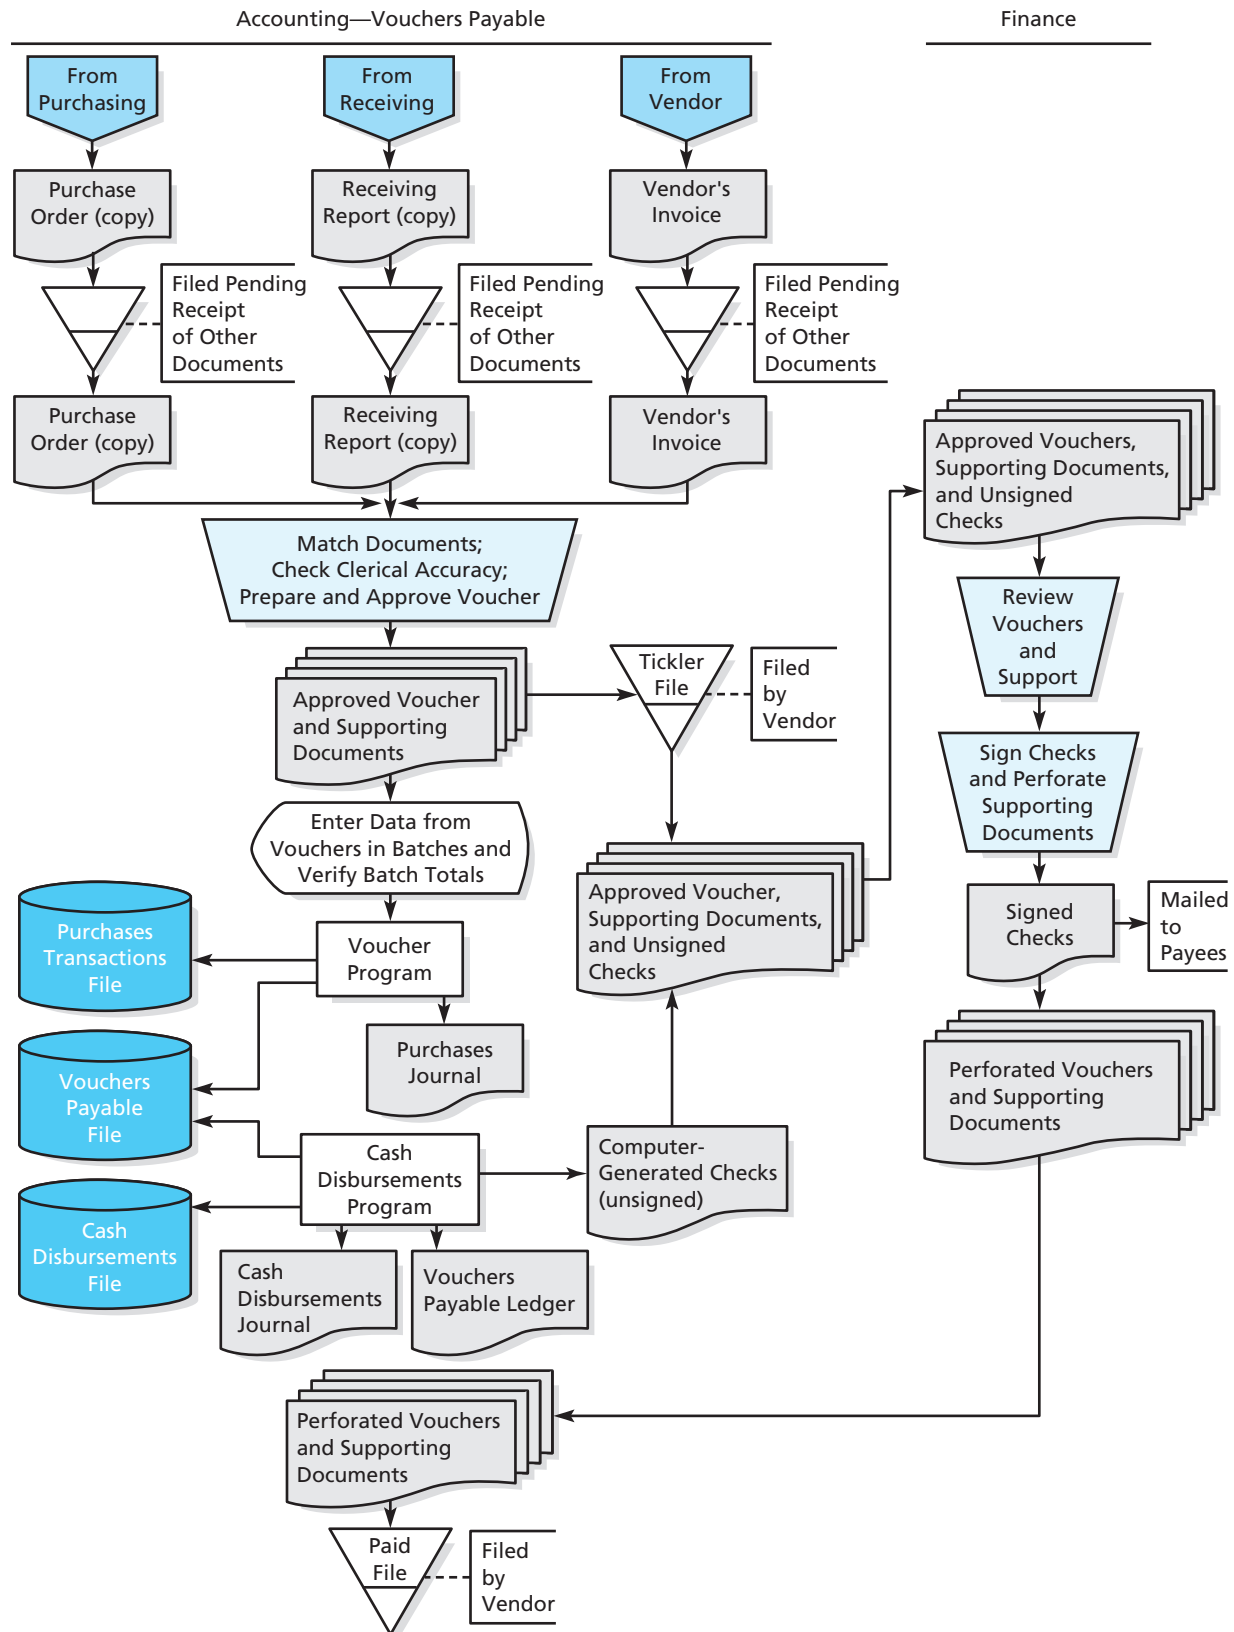 Accounting—Vouchers Payable
Finance
From
Purchasing
From
Receiving
From
Vendor
Purchase
Order (copy)
Receiving
Report (copy)
Vendor's
Invoice
Filed Pending
Receipt
of Other
Documents
Filed Pending
Receipt
of Other
Documents
Filed Pending
Receipt
of Other
Documents
Purchase
Order (copy)
Receiving
Report (copy)
Vendor's
Invoice
Match Documents;
Check Clerical Accuracy;
Prepare and Approve Voucher
Approved Voucher
and Supporting
Documents
Tickler
File
Filed
by
Vendor
Enter Data from
Vouchers in Batches and
Verify Batch Totals
Approved Voucher,
Supporting Documents,
and Unsigned
Checks
Purchases
Transactions
File
Voucher
Program
Purchases
Journal
Vouchers
Payable
File
Cash
Disbursements
Program
Computer-
Generated Checks
(unsigned)
Cash
Disbursements
File
Cash
Disbursements
Journal
Vouchers
Payable Ledger
Approved Vouchers,
Supporting Documents,
and Unsigned
Checks
Review
Vouchers
and
Support
Sign Checks
and Perforate
Supporting
Documents
Signed
Checks
Mailed
to
Payees
Perforated Vouchers
and Supporting
Documents
Perforated Vouchers
and Supporting
Documents
Paid
File
Filed
by
Vendor